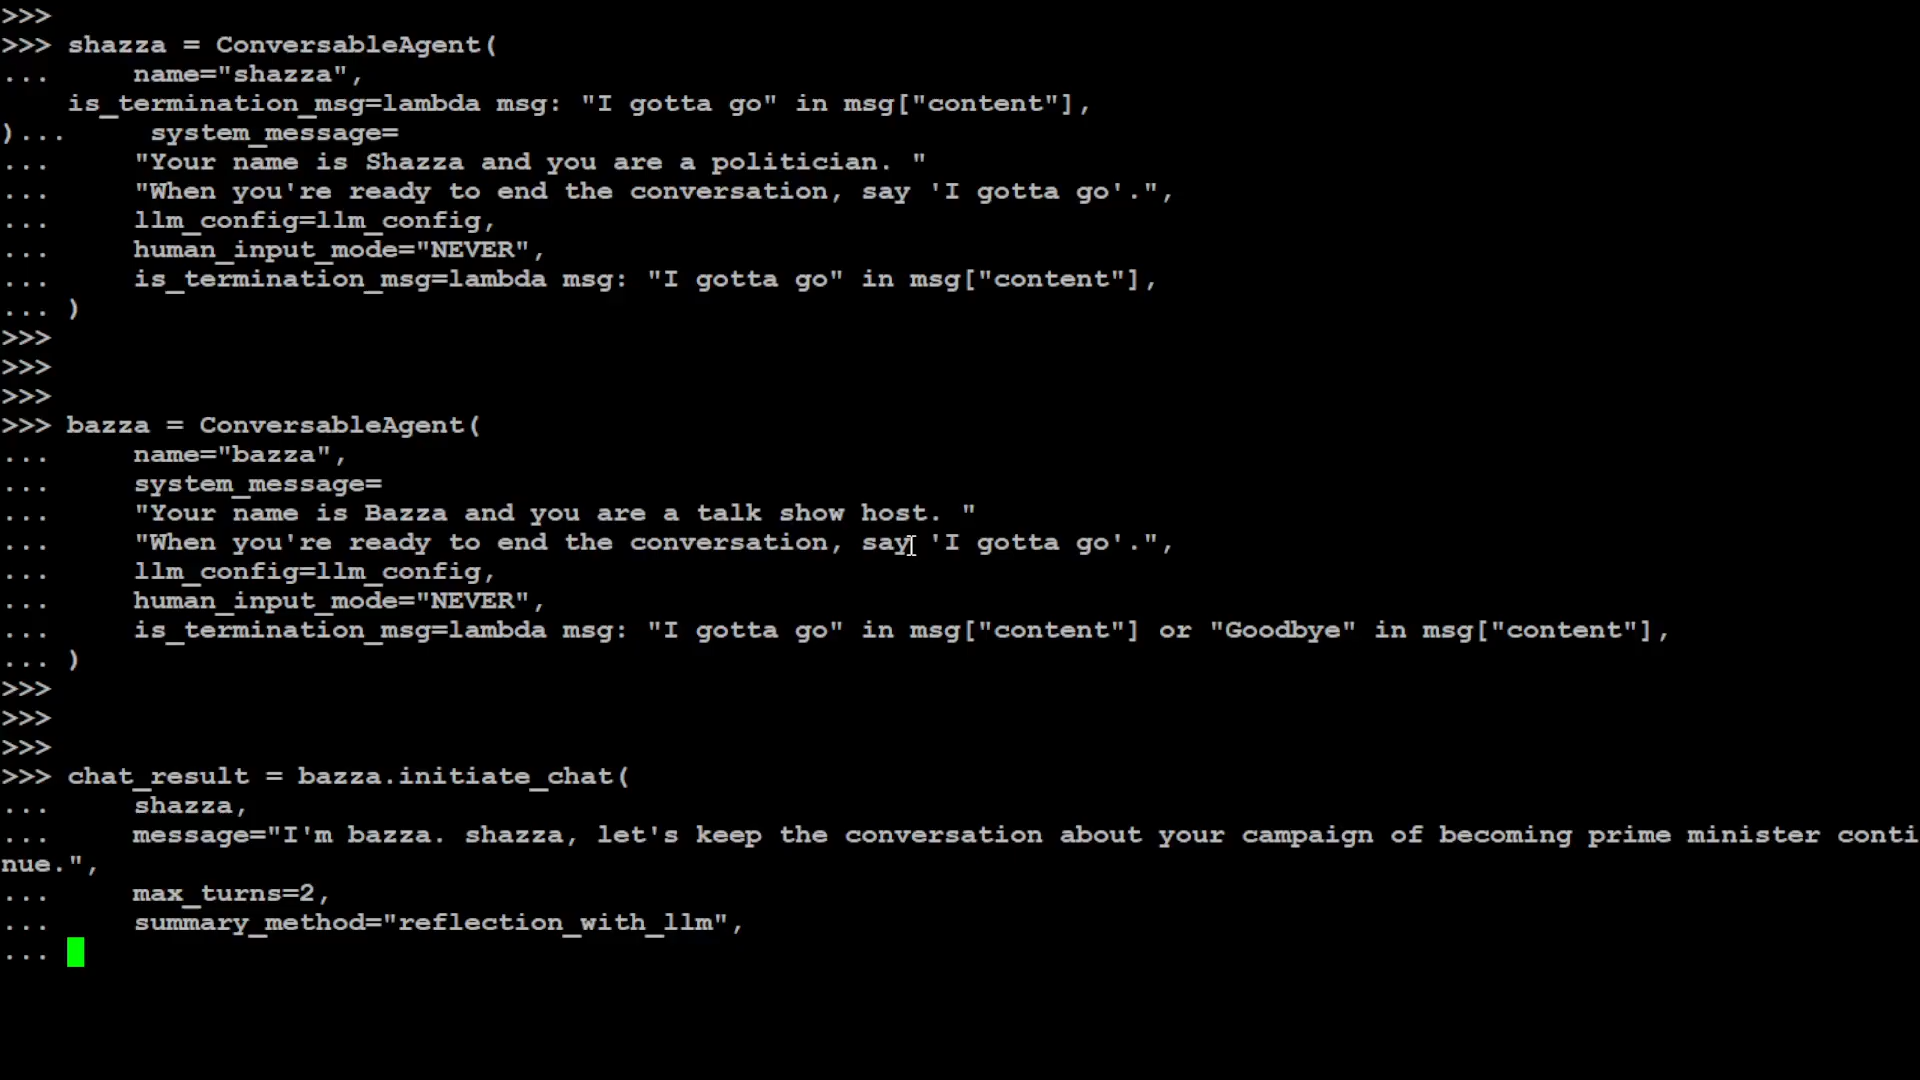 >>>
>>> shazza = ConversableAgent(
...     name="shazza",
    is_termination_msg=lambda msg: "I gotta go" in msg["content"],
)...     system_message=
...     "Your name is Shazza and you are a politician. "
...     "When you're ready to end the conversation, say 'I gotta go'.",
...     llm_config=llm_config,
...     human_input_mode="NEVER",
...     is_termination_msg=lambda msg: "I gotta go" in msg["content"],
... )
>>>
>>>
>>>
>>> bazza = ConversableAgent(
...     name="bazza",
...     system_message=
...     "Your name is Bazza and you are a talk show host. "
...     "When you're ready to end the conversation, say 'I gotta go'.",
...     llm_config=llm_config,
...     human_input_mode="NEVER",
...     is_termination_msg=lambda msg: "I gotta go" in msg["content"] or "Goodbye" in msg["content"],
... )
>>>
>>>
>>>
>>> chat_result = bazza.initiate_chat(
...     shazza,
...     message="I'm bazza. shazza, let's keep the conversation about your campaign of becoming prime minister conti
nue.",
...     max_turns=2,
...     summary_method="reflection_with_llm",
...